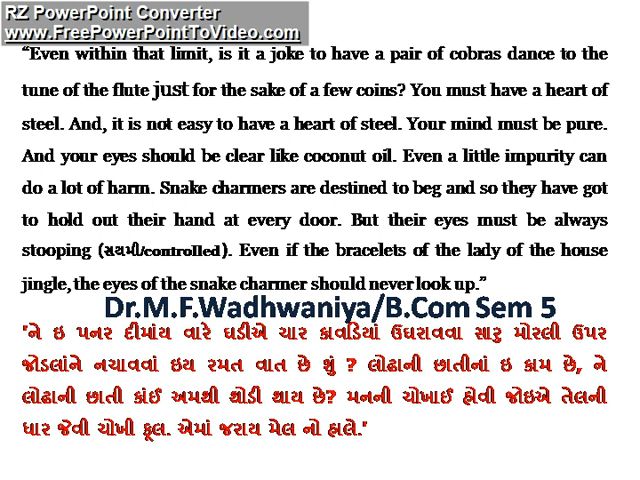 RZ PowerPoint Converter
www.FreePowerPointToVideo.com
“Even within that limit, is it a joke to have a pair of cobras dance to the
tune of the flute just for the sake of a few coins? You must have a heart of
steel. And, it is not easy to have a heart of steel. Your mind must be pure.
And your eyes should be clear like coconut oil. Even a little impurity can
do a lot of harm. Snake charmers are destined to beg and so they have got
to hold out their hand at every door. But their eyes must be always
stooping (સંયમી/controlled). Even if the bracelets of the lady of the house
jingle, the eyes of the snake charmer should never look up.”
Dr.M.F.Wadhwaniya/B.Com Sem 5
'ને ઇ પનર દીમાંય વારે ઘડીએ ચાર કાવડિયાં ઉઘરાવવા સારુ મોરલી ઉપર
જોડલાંને નચાવવાં ઇય રમત વાત છે શું ? લોઢાની છાતીનાં ઇ કામ છે, ને
લોઢાની છાતી કાંઈ અમથી થોડી થાય છે? મનની ચોખાઈ હોવી જોઇએ તેલની
ધાર જેવી ચોખી ફૂલ. એમાં જરાય મેલ નો હાલે.'